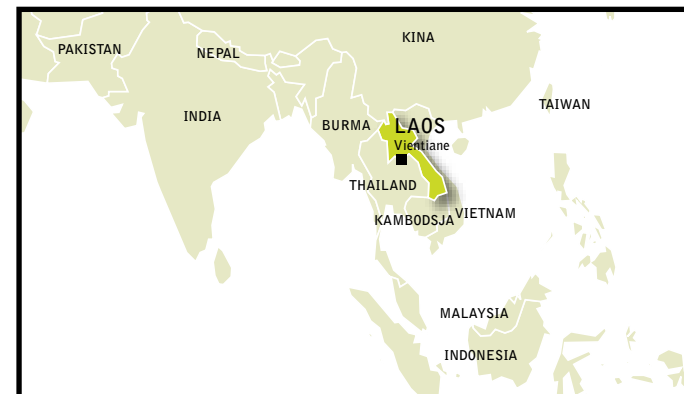 KINA
PAKISTAN
NEPAL
TAIWAN
INDIA
BURMA
LAOS
Vientiane
THAILAND
KAMBODSJA
VIETNAM
MALAYSIA
INDONESIA